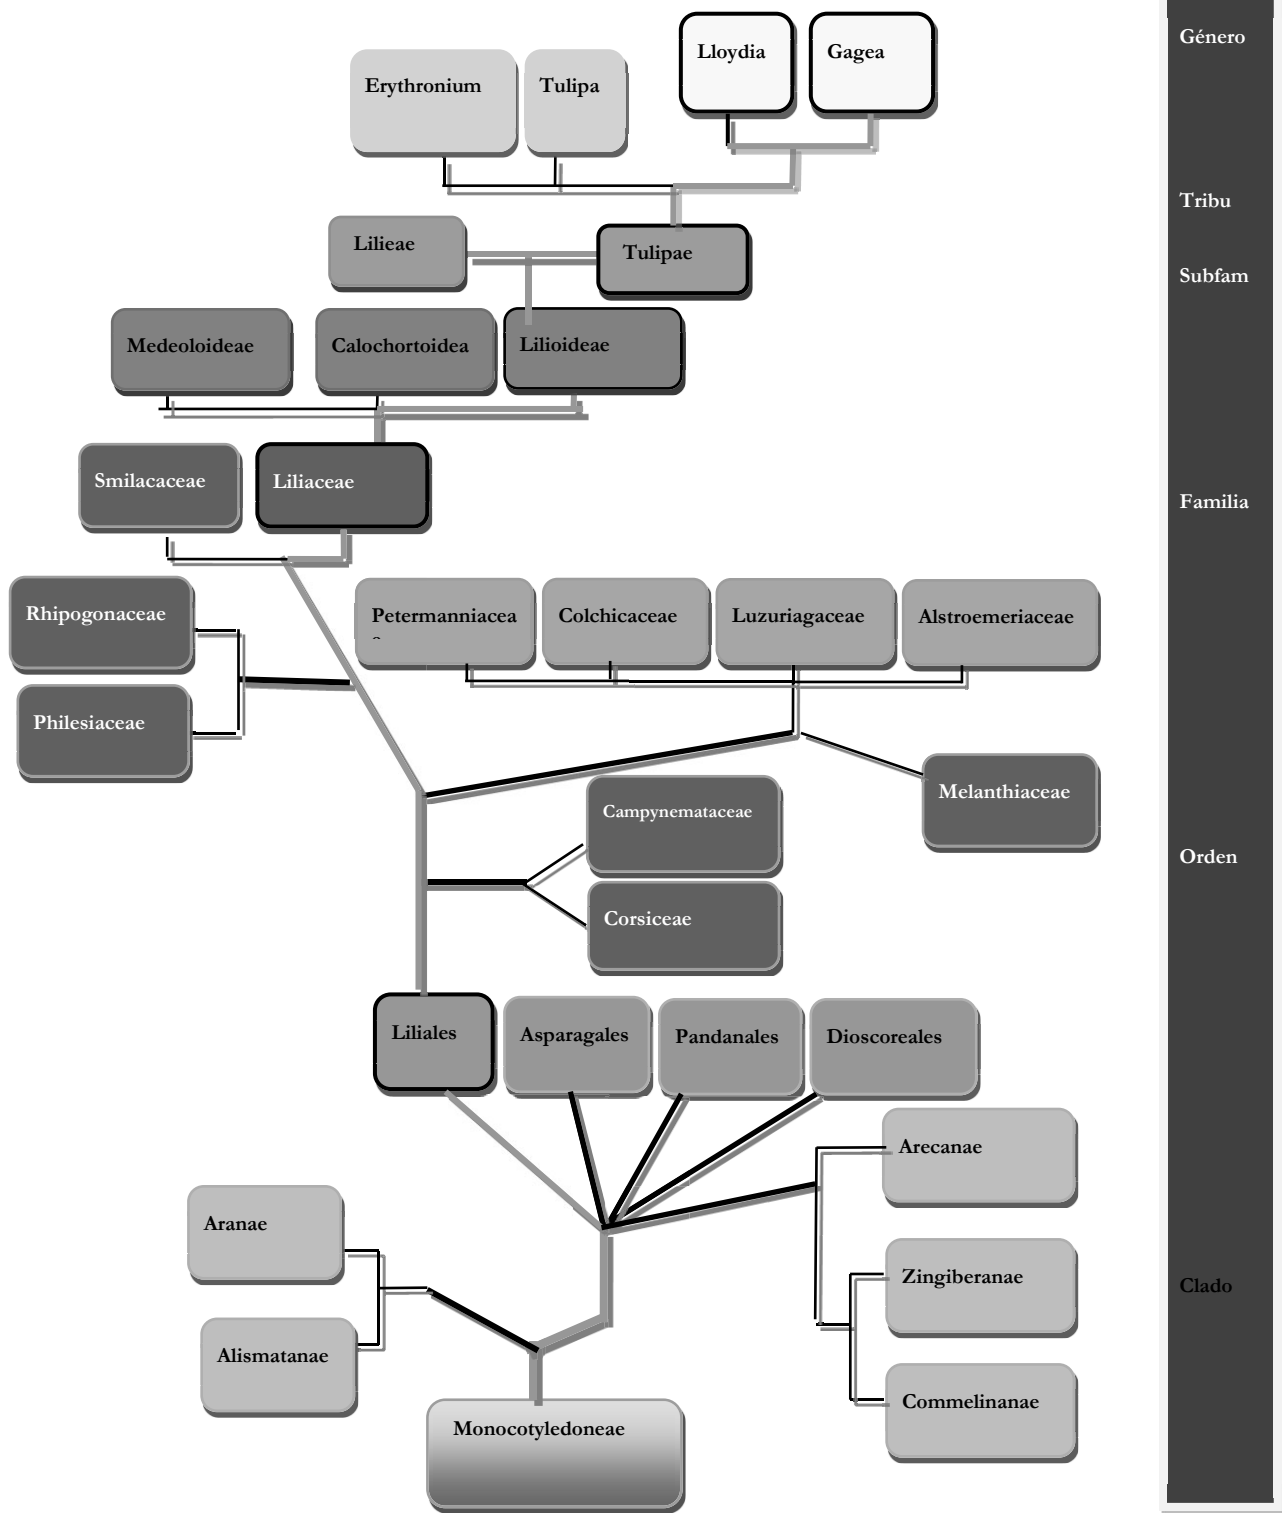 Género
Lloydia
Gagea
Erythronium
Tulipa
Tribu
Lilieae
Tulipae
Subfam
Medeoloideae
Calochortoidea
Lilioideae
Smilacaceae
Liliaceae
Familia
Rhipogonaceae
Petermanniacea
Colchicaceae
Luzuriagaceae
Alstroemeriaceae
Philesiaceae
Melanthiaceae
Campynemataceae
Orden
Corsiceae
Liliales
Asparagales
Pandanales
Dioscoreales
Arecanae
Aranae
Zingiberanae
Clado
Alismatanae
Commelinanae
Monocotyledoneae